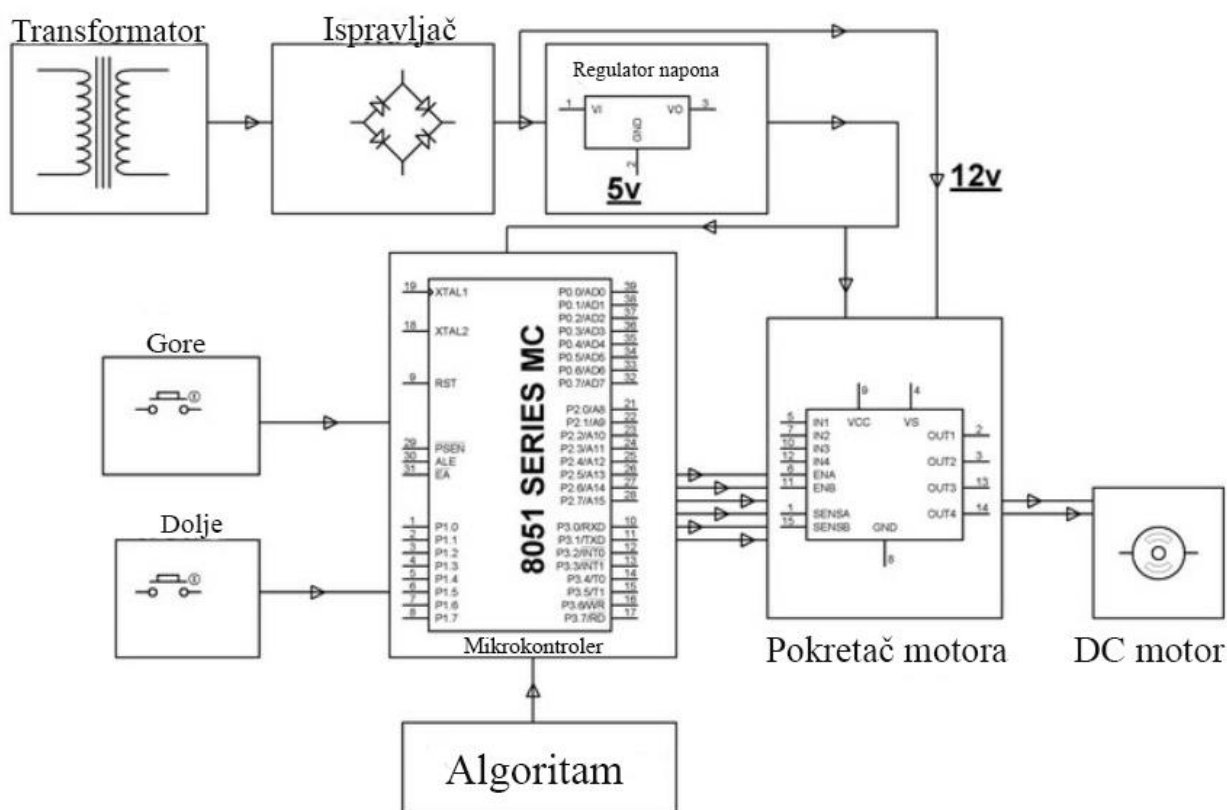 Transformator
Ispravljač
Regulator napona
1
VI
VO
3
GND
2
5v
12v
Gore
Dolje
19
XTAL1
18
XTAL2
9
RST
29
PSEN
30
ALE
31
EA
1
P1.0
2
P1.1
3
P1.2
4
P1.3
5
P1.4
6
P1.5
7
P1.6
8
P1.7
8051 SERIES MC
P0.0/AD0
39
P0.1/AD1
38
P0.2/AD2
37
P0.3/AD3
36
P0.4/AD4
35
P0.5/AD5
34
P0.6/AD6
33
P0.7/AD7
32
P2.0/A8
21
P2.1/A9
22
P2.2/A10
23
P2.3/A11
24
P2.4/A12
25
P2.5/A13
26
P2.6/A14
27
P2.7/A15
28
P3.0/RXD
10
P3.1/TXD
11
P3.2/INT0
12
P3.3/INT1
13
P3.4/T0
14
P3.5/T1
15
P3.6/WR
16
P3.7/RD
17
Mikrokontroler
9
VCC
4
VS
5
IN1
7
IN2
10
IN3
12
IN4
6
ENA
11
ENB
1
SENSA
15
SENSB
GND
8
OUT1
2
OUT2
3
OUT3
13
OUT4
14
Pokretač motora
DC motor
Algoritam